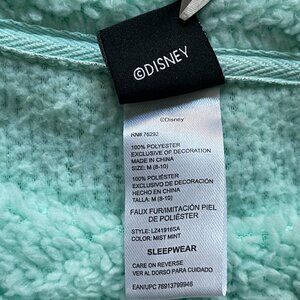 ©DISNEY
©Disney
RN# 76292
100% POLYESTER
EXCLUSIVE OF DECORATION
MADE IN CHINA
SIZE: M (8-10)
100% POLIÉSTER
EXCLUSIVO DE DECORACIÓN
HECHO EN CHINA
TALLA: M (8-10)
FAUX FUR/IMITACIÓN PIEL
DE POLIÉSTER
STYLE: LZ41916SA
COLOR: MIST MINT
SLEEPWEAR
CARE ON REVERSE
VER AL DORSO PARA CUIDADO
EAN/UPC 76913799946